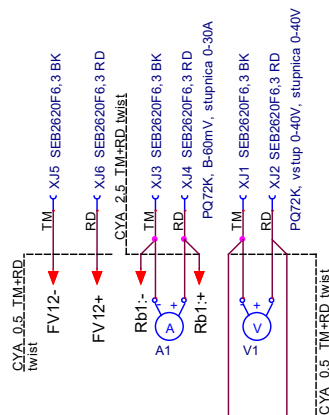 XJ5 SEB2620F6,3 BK
XJ6 SEB2620F6,3 RD
CYA 2,5 TM+RD twist
XJ3 SEB2620F6,3 BK
XJ4 SEB2620F6,3 RD
PQ72K, B-60mV, stupnica 0-30A
XJ1 SEB2620F6,3 BK
XJ2 SEB2620F6,3 RD
PQ72K, vstup 0-40V, stupnica 0-40V
TM
RD
TM
RD
TM
RD
CYA 0,5 TM+RD
twist
FV12-
FV12+
Rb1:-
Rb1:+
- +
A
A1
- +
V
V1
CYA 0,5 TM+RD twist